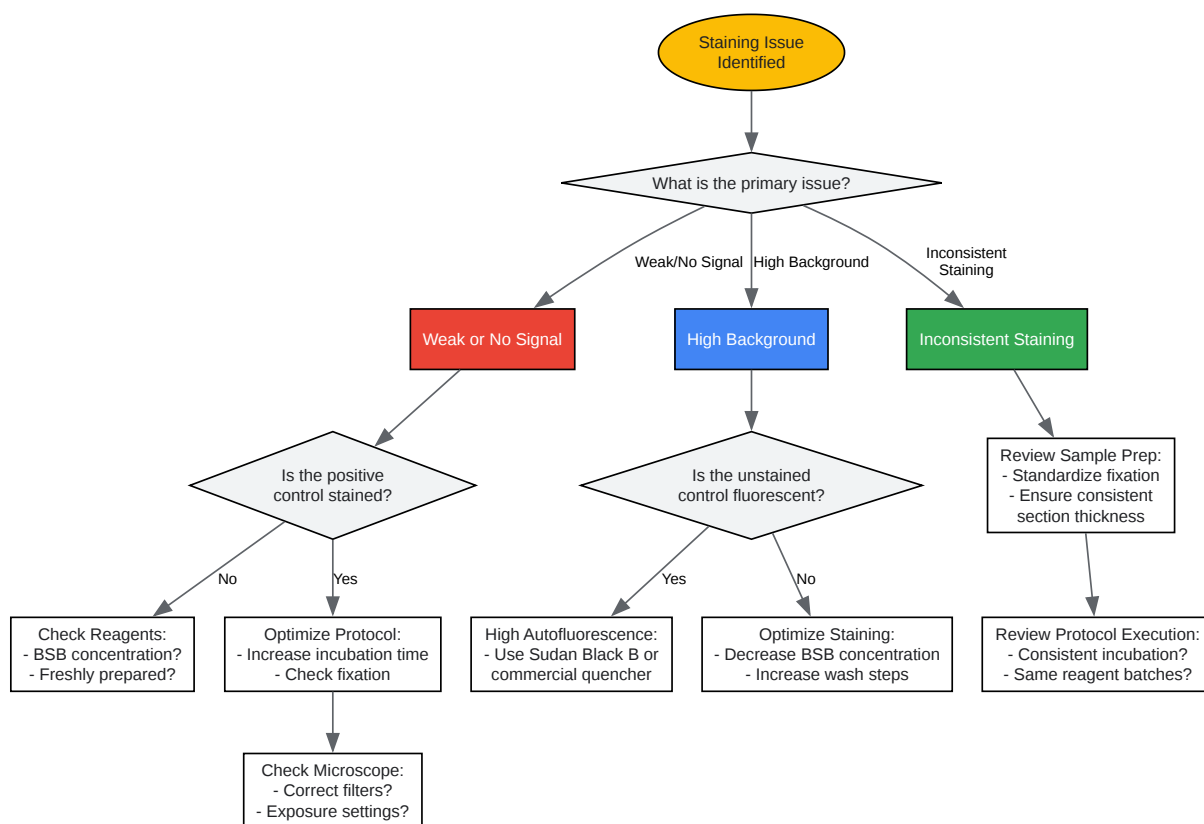 Staining Issue
Identified
What is the primary issue?
Weak/No Signal
High Background
Inconsistent
Staining
Weak or No Signal
High Background
Inconsistent Staining
Is the positive
control stained?
Is the unstained
control fluorescent?
Review Sample Prep:
- Standardize fixation
- Ensure consistent
section thickness
No
Yes
Yes
No
Check Reagents:
- BSB concentration?
- Freshly prepared?
Optimize Protocol:
- Increase incubation time
- Check fixation
High Autofluorescence:
- Use Sudan Black B or
commercial quencher
Optimize Staining:
- Decrease BSB concentration
- Increase wash steps
Review Protocol Execution:
- Consistent incubation?
- Same reagent batches?
Check Microscope:
- Correct filters?
- Exposure settings?